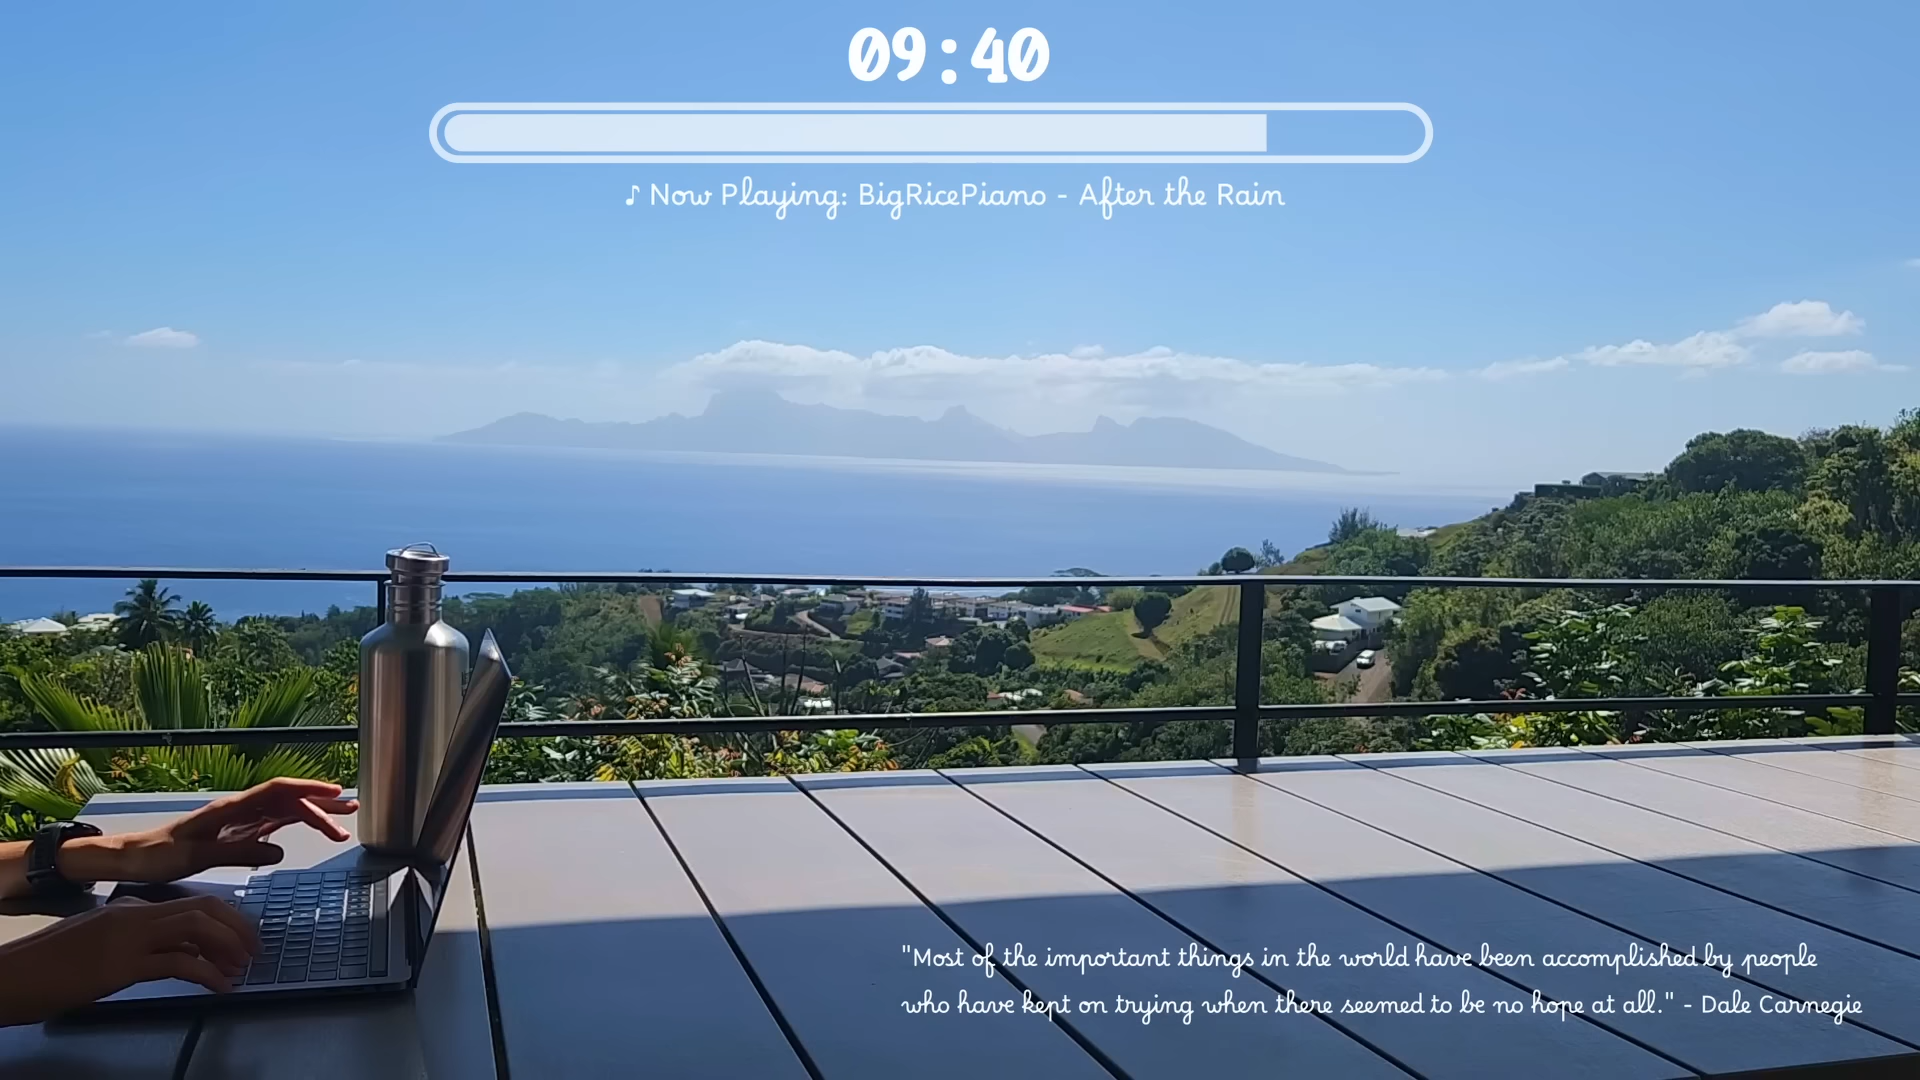 09:40
♪ Now Playing: BigRicePiano - After the Rain
"Most of the important things in the world have been accomplished by people
who have kept on trying when there seemed to be no hope at all." - Dale Carnegie